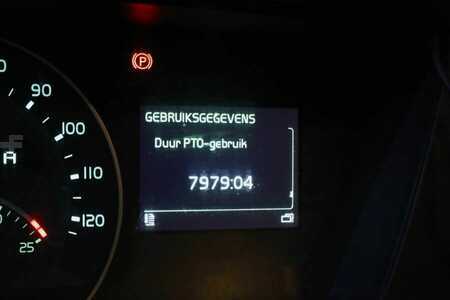 P
90
100
110
120
A
25
GEBRUIKSGEGEVENS
Duur PTO-gebruik
7979:04